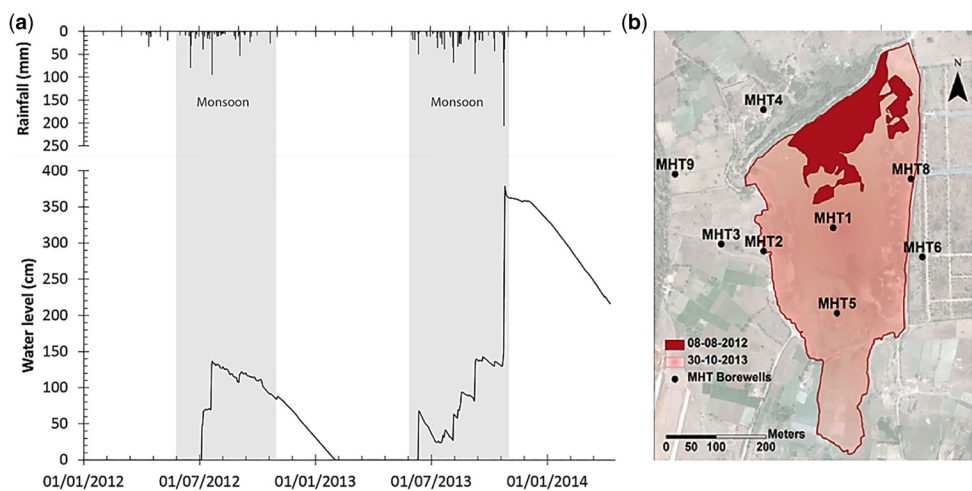 (a)
0
50
100
150
200
250
Rainfall (mm)
Monsoon
Monsoon
400
350
300
250
200
150
100
50
0
Water level (cm)
01/01/2012
01/07/2012
01/01/2013
01/07/2013
01/01/2014
(b)
N
MHT4
MHT9
MHT8
MHT1
MHT3
MHT2
MHT6
MHT5
08-08-2012
30-10-2013
MHT Borewells
Meters
0 50 100 200